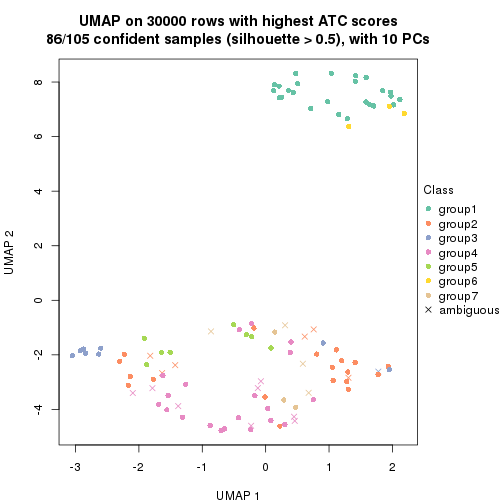 UMAP on 30000 rows with highest ATC scores
86/105 confident samples (silhouette > 0.5), with 10 PCs
UMAP 2
8
6
4
2
0
-2
-4
-3
-2
-1
0
1
2
UMAP 1
Class
group1
group2
group3
group4
group5
group6
group7
ambiguous